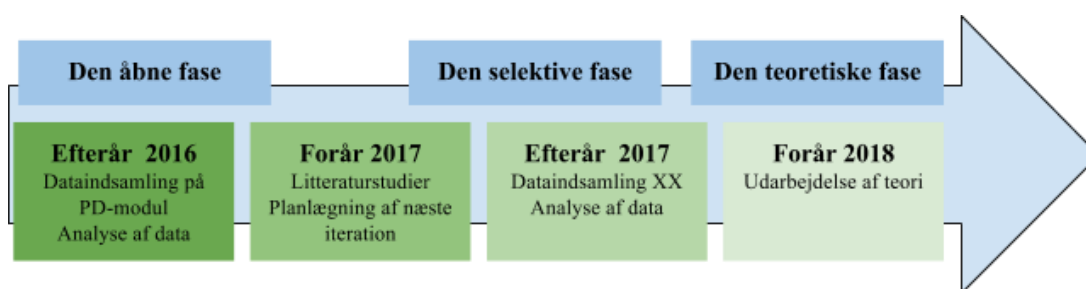 Den åbne fase
Den selektive fase
Den teoretiske fase
Efterår 2016
Dataindsamling på
PD-modul
Analyse af data
Forår 2017
Litteraturstudier
Planlægning af næste
iteration
Efterår 2017
Dataindsamling XX
Analyse af data
Forår 2018
Udarbejdelse af teori